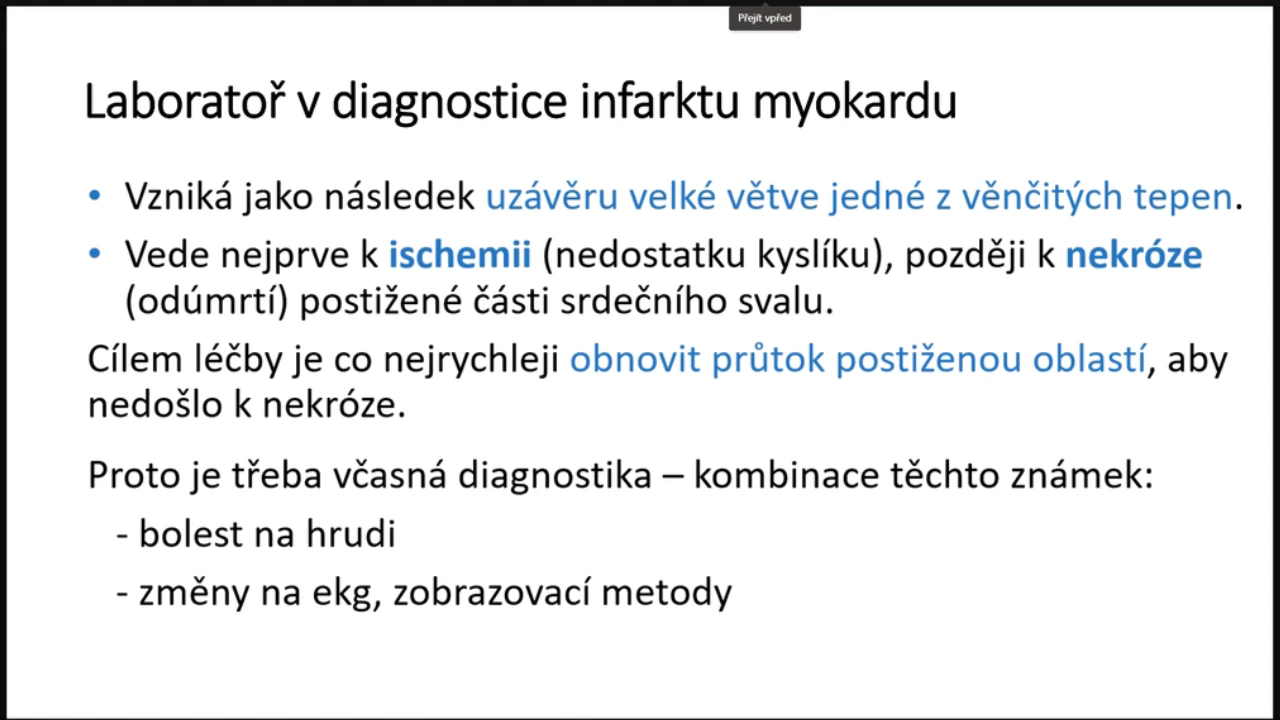 Přejít vpřed
Laboratoř v diagnostice infarktu myokardu
• Vzniká jako následek uzávěru velké větve jedné z věnčitých tepen.
• Vede nejprve k ischemii (nedostatku kyslíku), později k nekróze
(odúmrtí) postižené části srdečního svalu.
Cílem léčby je co nejrychleji obnovit průtok postiženou oblastí, aby
nedošlo k nekróze.
Proto je třeba včasná diagnostika – kombinace těchto známek:
- bolest na hrudi
- změny na ekg, zobrazovací metody